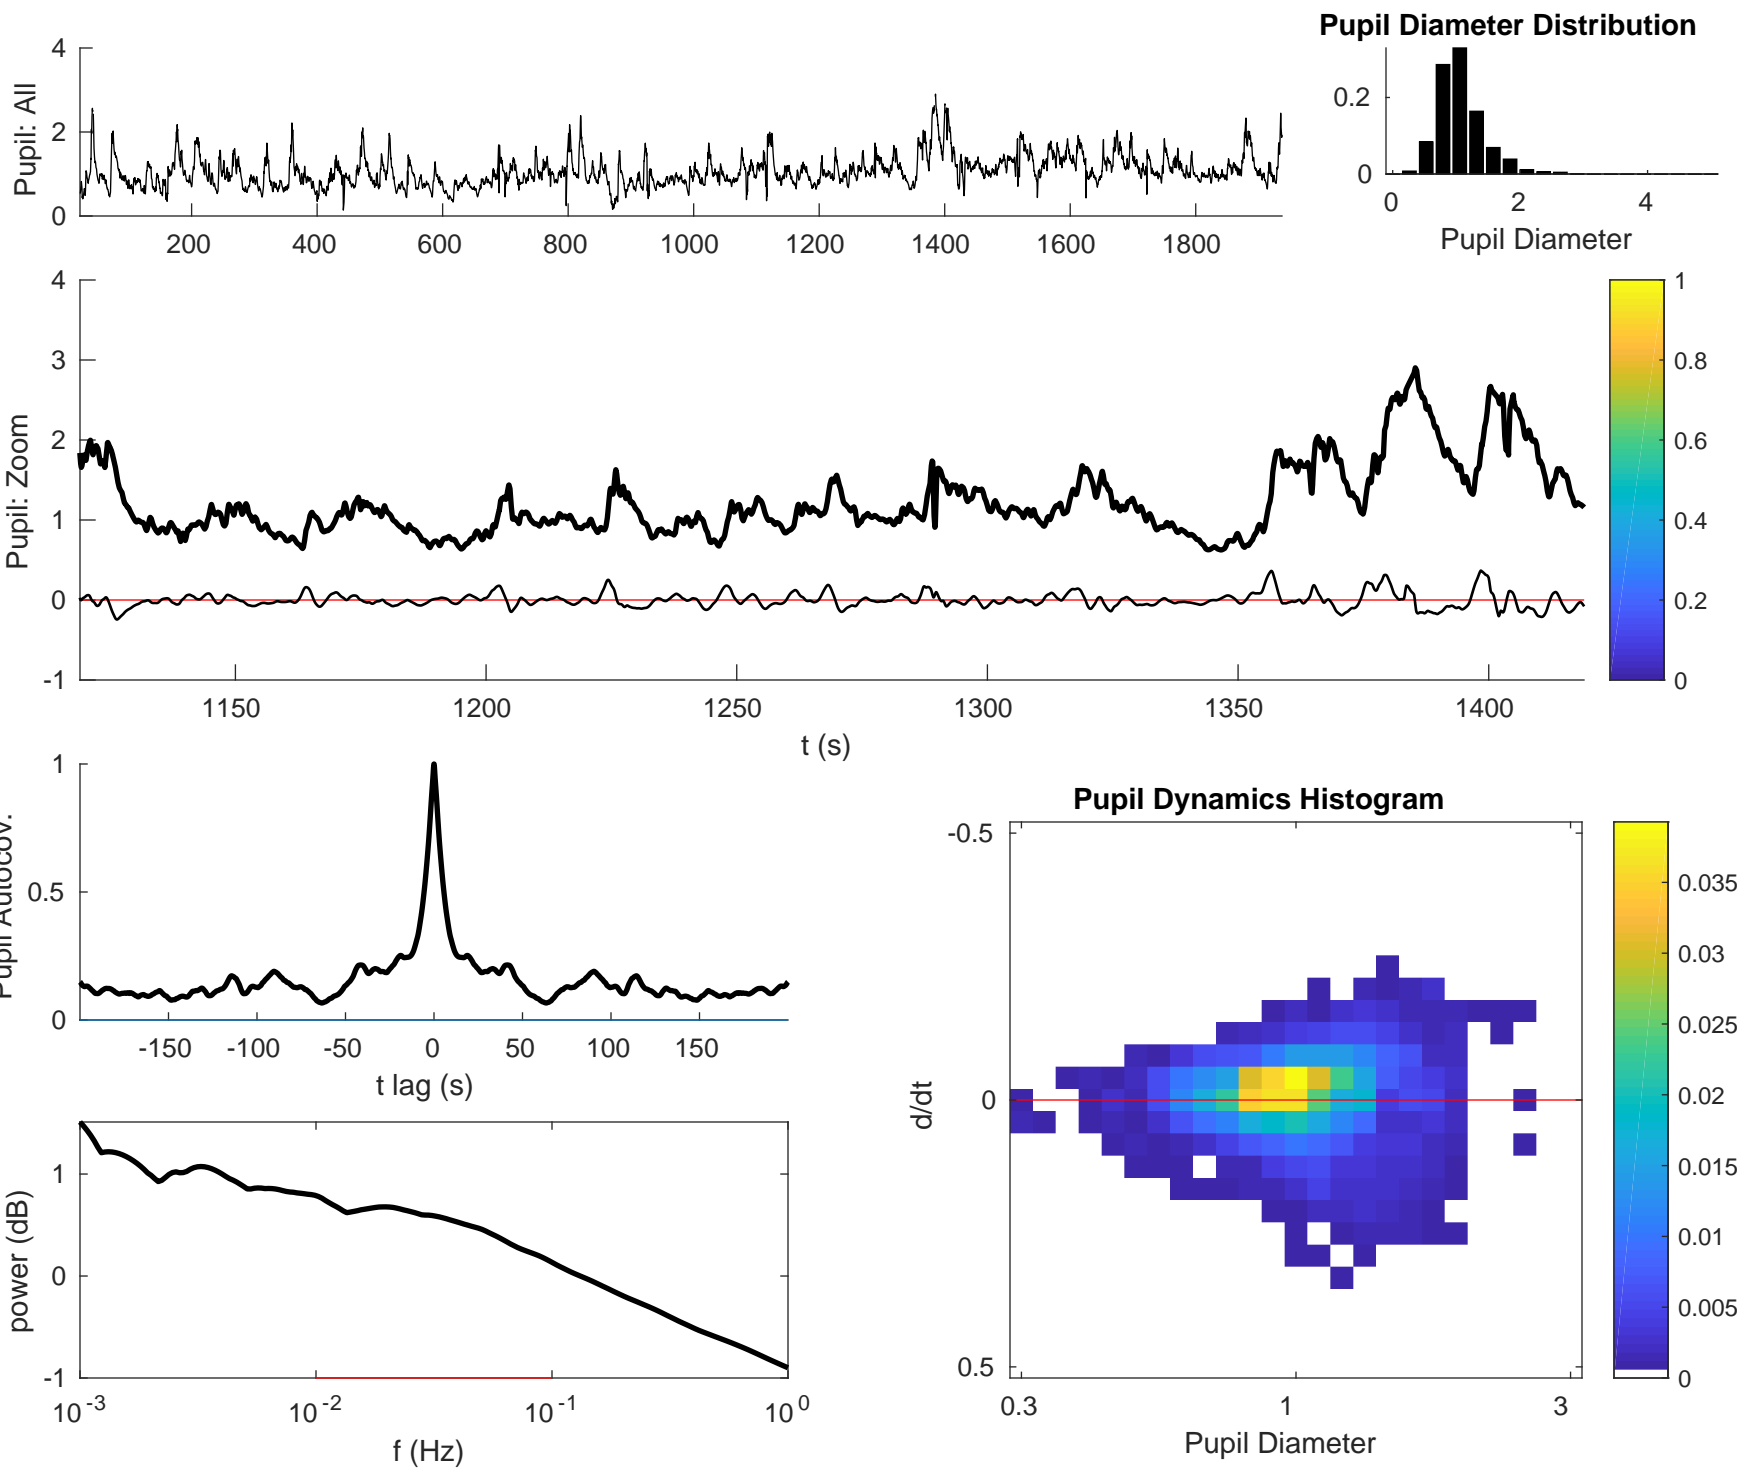 Pupil Diameter Distribution
Pupil: All
4
2
0
200 400 600 800 1000 1200 1400 1600 1800
0.2
0
0 2 4
Pupil Diameter
Pupil: Zoom
4
3
2
1
0
-1
1150 1200 1250 1300 1350 1400
t (s)
1
0.8
0.6
0.4
0.2
0
Pupil Autocov.
1
0.5
0
-150 -100 -50 0 50 100 150
t lag (s)
power (dB)
1
0
-1
10^-3 10^-2 10^-1 10^0
f (Hz)
Pupil Dynamics Histogram
d/dt
-0.5
0
0.5
0.3 1 3
Pupil Diameter
0.035
0.03
0.025
0.02
0.015
0.01
0.005
0